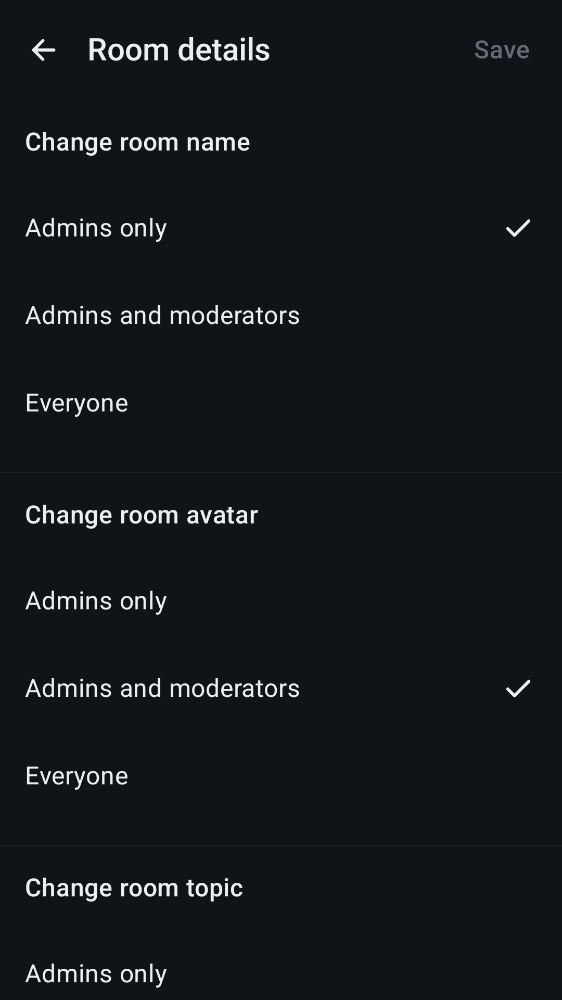 Room details
Save
Change room name
Admins only
Admins and moderators
Everyone
Change room avatar
Admins only
Admins and moderators
Everyone
Change room topic
Admins only